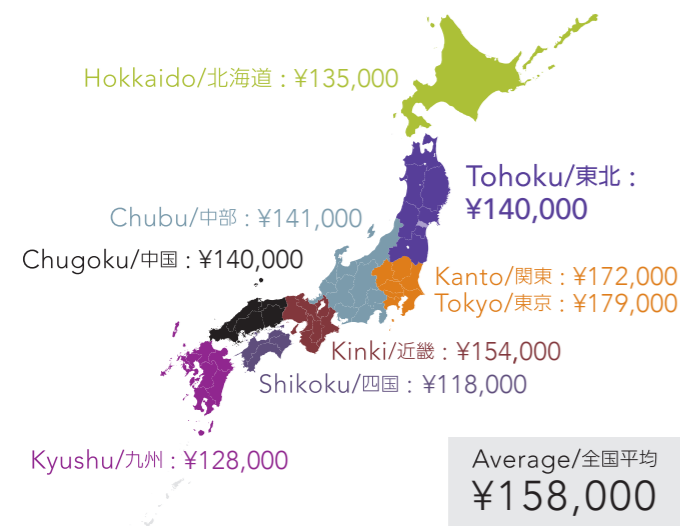 Hokkaido/北海道 : ¥135,000
Tohoku/東北 :
¥140,000
Chubu/中部 : ¥141,000
Chugoku/中国 : ¥140,000
Kanto/関東 : ¥172,000
Tokyo/東京 : ¥179,000
Kinki/近畿 : ¥154,000
Shikoku/四国 : ¥118,000
Kyushu/九州 : ¥128,000
Average/全国平均
¥158,000